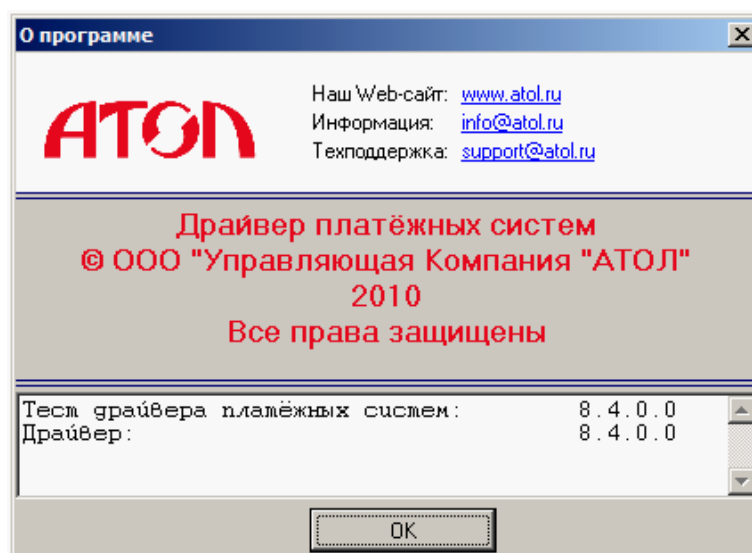 О программе
АТОЛ
Наш Web-сайт: www.atol.ru
Информация: info@atol.ru
Техподдержка: support@atol.ru
Драйвер платёжных систем
© ООО "Управляющая Компания "АТОЛ"
2010
Все права защищены
Тест драйвера платёжных систем: 8.4.0.0
Драйвер: 8.4.0.0
OK